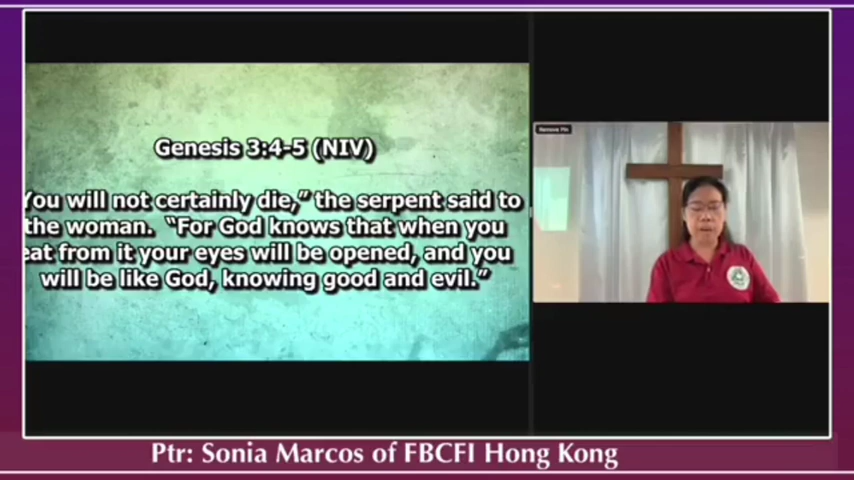 Genesis 3:4-5 (NIV)
You will not certainly die,” the serpent said to
the woman. “For God knows that when you
eat from it your eyes will be opened, and you
will be like God, knowing good and evil.”
Ptr: Sonia Marcos of FBCFI Hong Kong